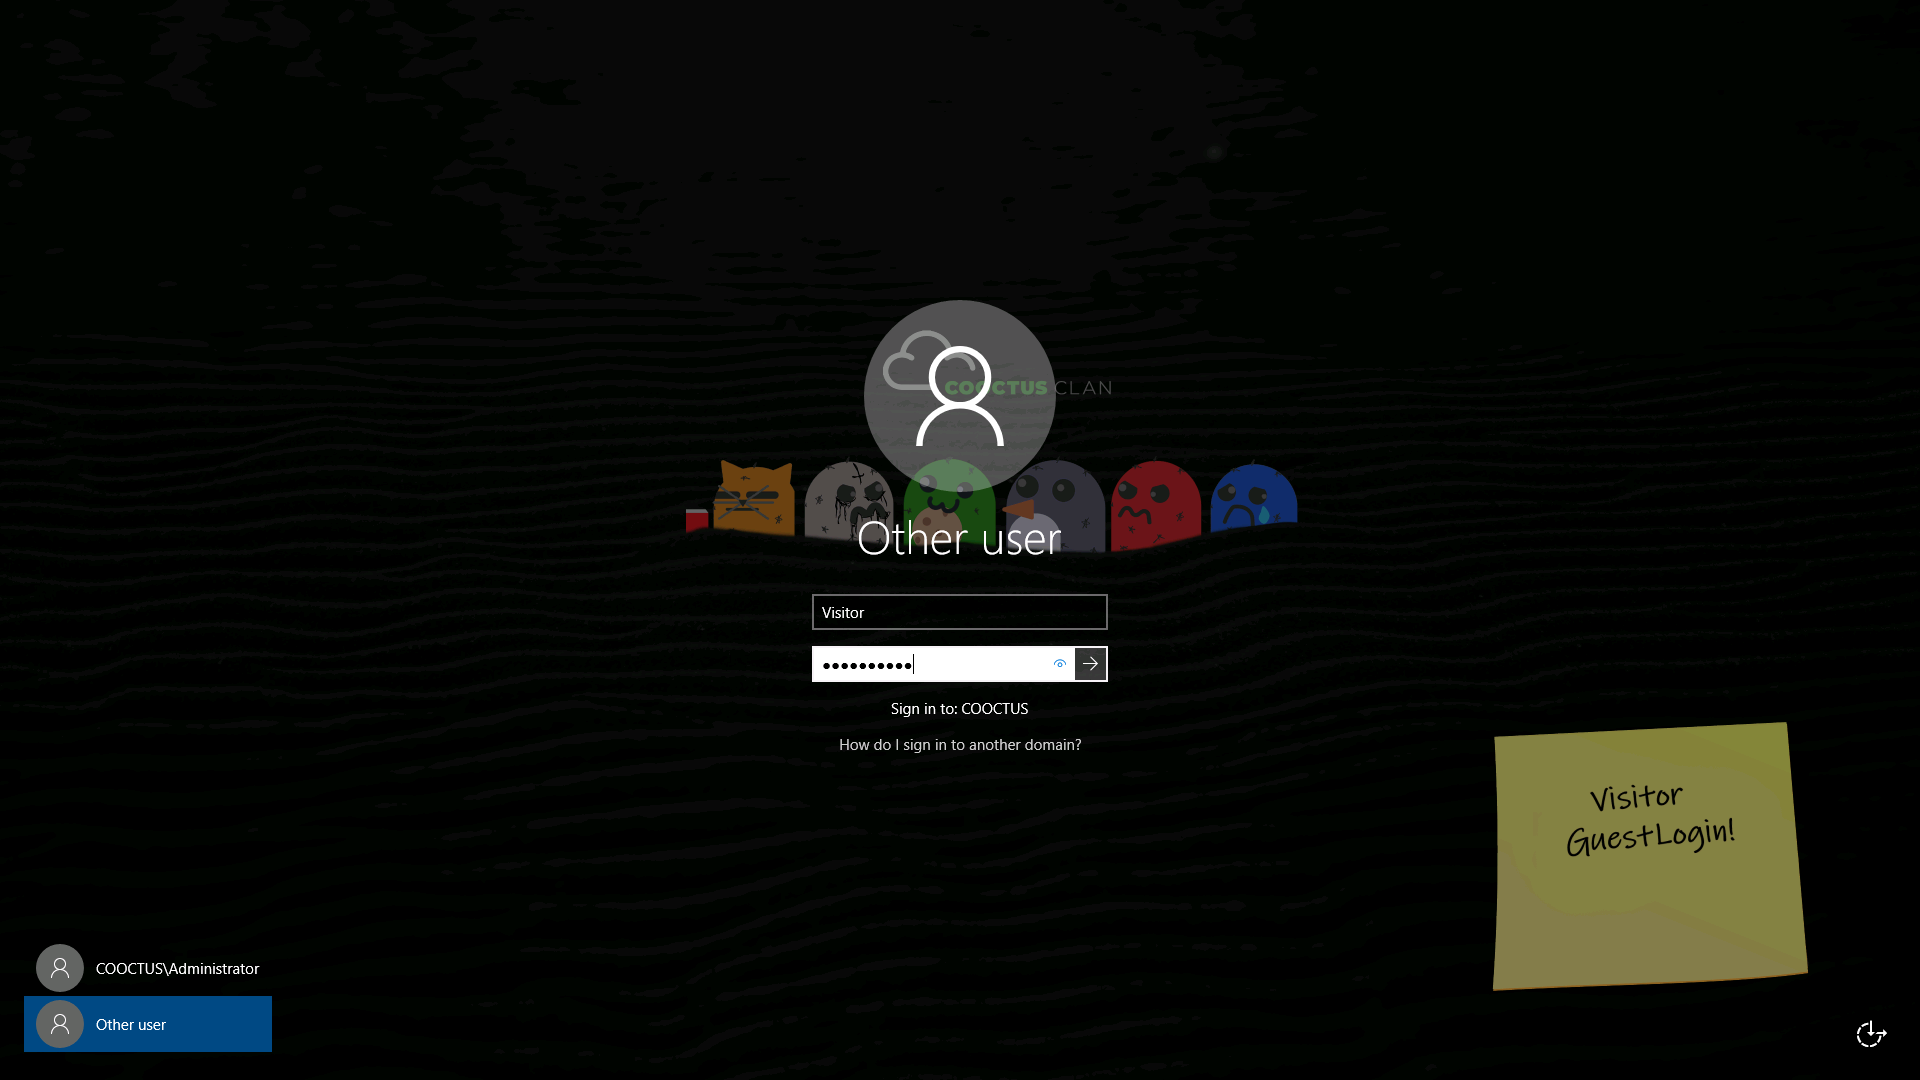 COOCTUS CLAN
Other user
Visitor
Sign in to: COOCTUS
How do I sign in to another domain?
Visitor
GuestLogin!
COOCTUS\Administrator
Other user